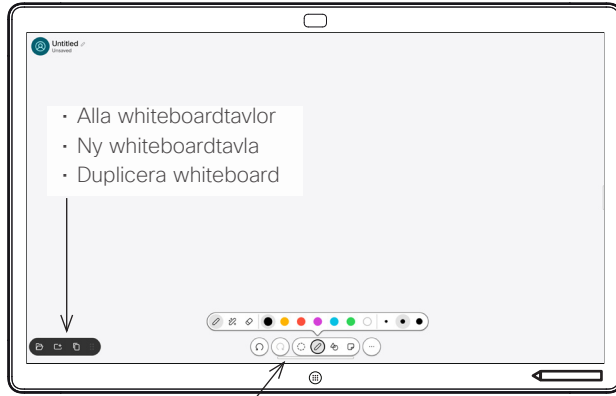 Untitled
Unsaved
· Alla whiteboardtavlor
· Ny whiteboardtavla
· Duplicera whiteboard